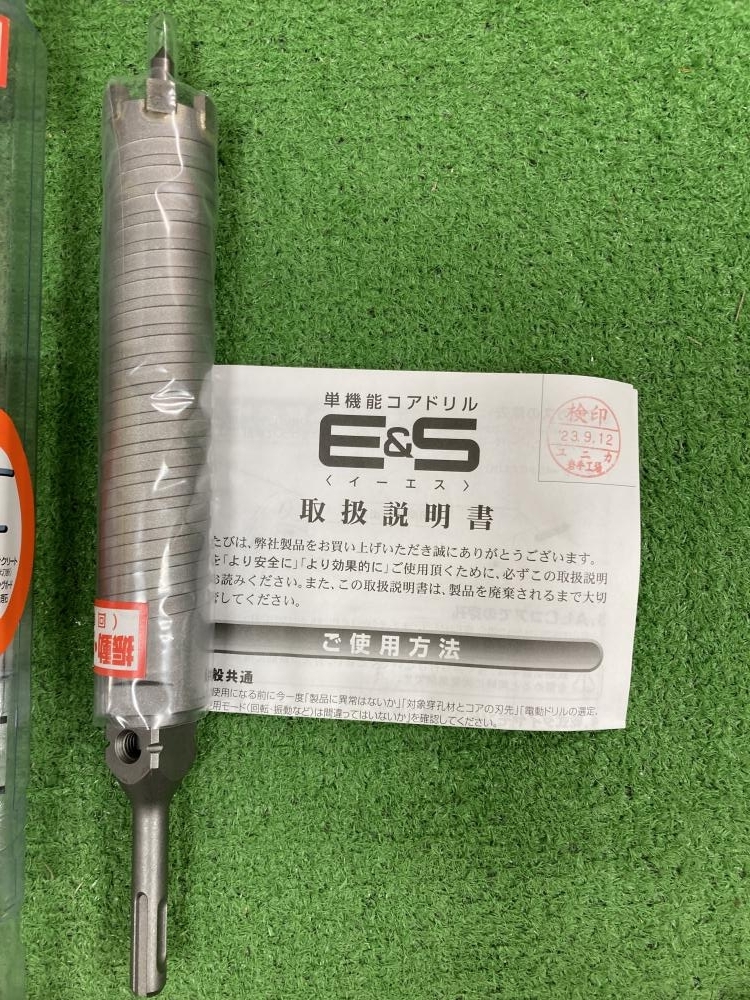 単機能コアドリル
E&S
〈イーエス〉
取扱説明書
検印
'23.9.12
ユニカ
岩手工場
たびは、弊社製品をお買い上げいただき誠にありがとうございます。
を「より安全に」「より効果的に」ご使用頂くために、必ずこの取扱説明
お読みください。また、この取扱説明書は、製品を廃棄されるまで大切
してください。
ご使用方法
般共通
使用になる前に今一度「製品に異常はないか」「対象穿孔材とコアの刃先」「電動ドリルの選定、
用モード(回転・振動など)は間違ってはいないか」を確認してください。
振動・
(回